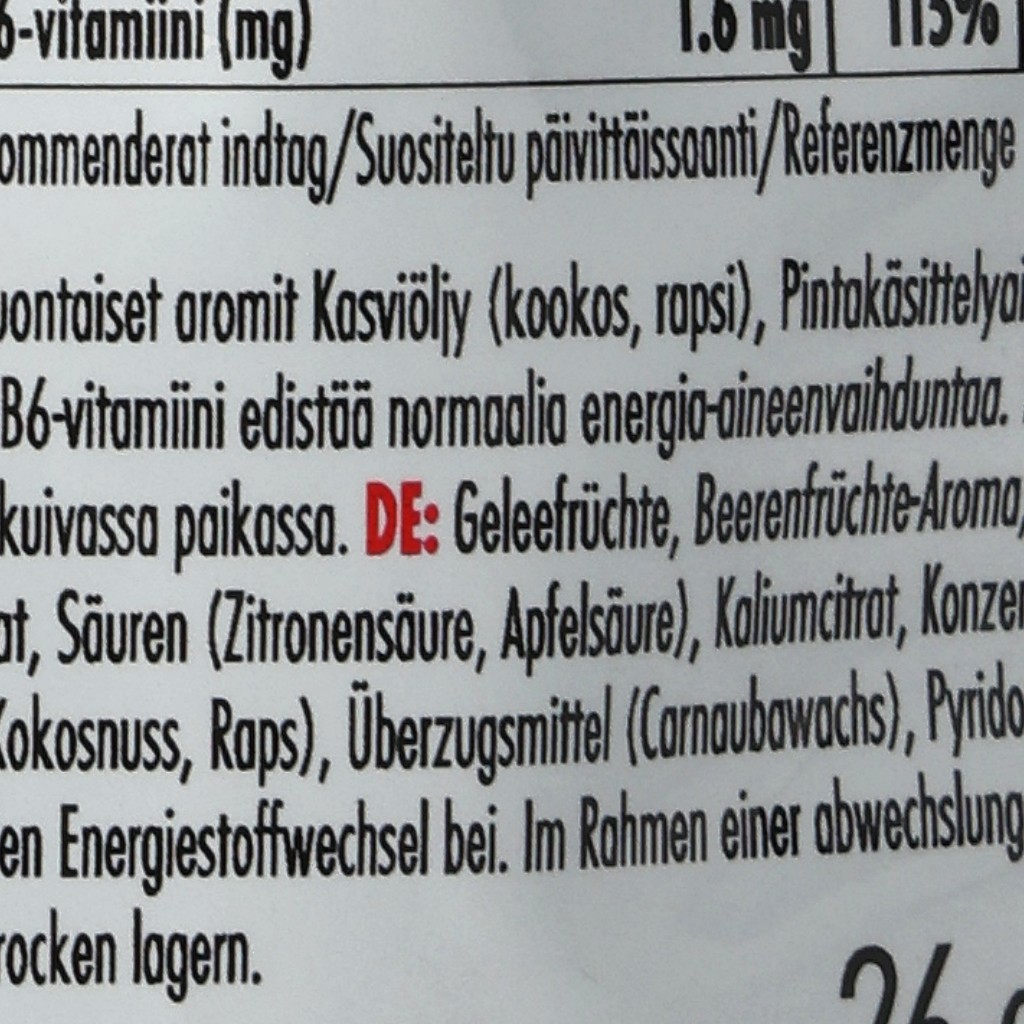 6-vitamiini (mg) 1.6 mg 115%
ommenderat indtag/Suositeltu päivittäissaanti/Referenzmenge
uontaiset aromit Kasviöljy (kookos, rapsi), Pintakäsittelyai
B6-vitamiini edistää normaalia energia-aineenvaihduntaa.
kuivassa paikassa. DE: Geleefrüchte, Beerenfrüchte-Aroma,
at, Säuren (Zitronensäure, Apfelsäure), Kaliumcitrat, Konzen
Kokosnuss, Raps), Überzugsmittel (Carnaubawachs), Pyrido
en Energiestoffwechsel bei. Im Rahmen einer abwechslung
rocken lagern.
26